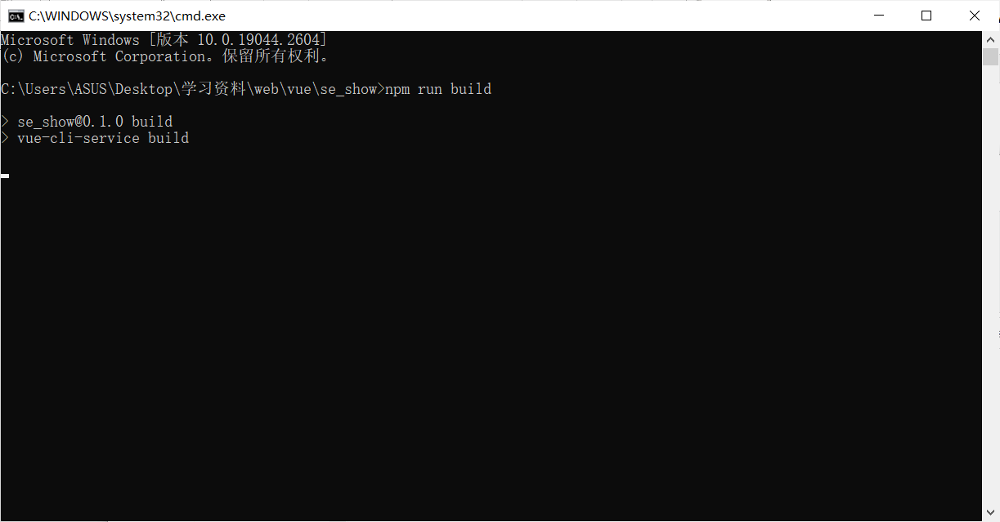 C:\WINDOWS\system32\cmd.exe
Microsoft Windows [版本 10.0.19044.2604]
(c) Microsoft Corporation。保留所有权利。
C:\Users\ASUS\Desktop\学习资料\web\vue\se_show>npm run build
> se_show@0.1.0 build
> vue-cli-service build